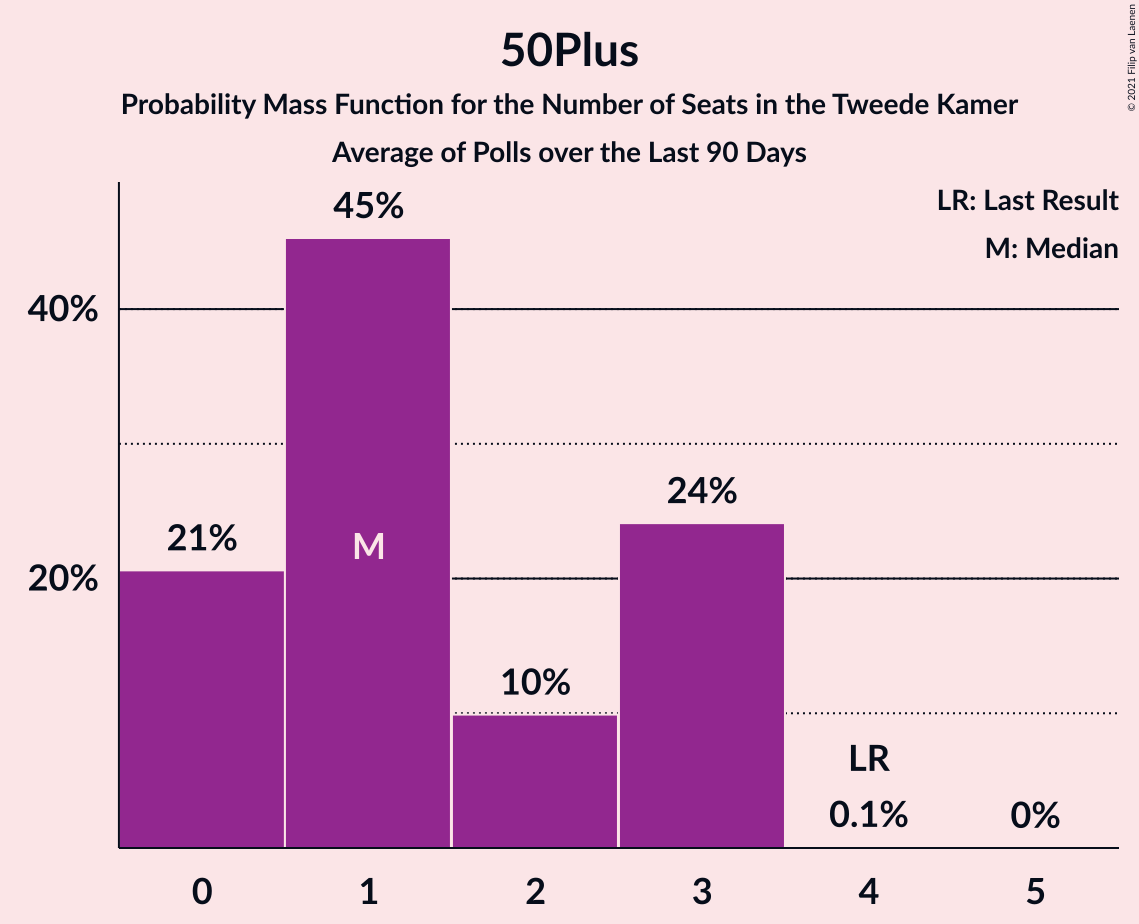 50Plus
Probability Mass Function for the Number of Seats in the Tweede Kamer
Average of Polls over the Last 90 Days
© 2021 Filip van Laenen
LR: Last Result
M: Median
45%
40%
24%
21%
M
20%
10%
LR
0.1%
0%
0 1 2 3 4 5